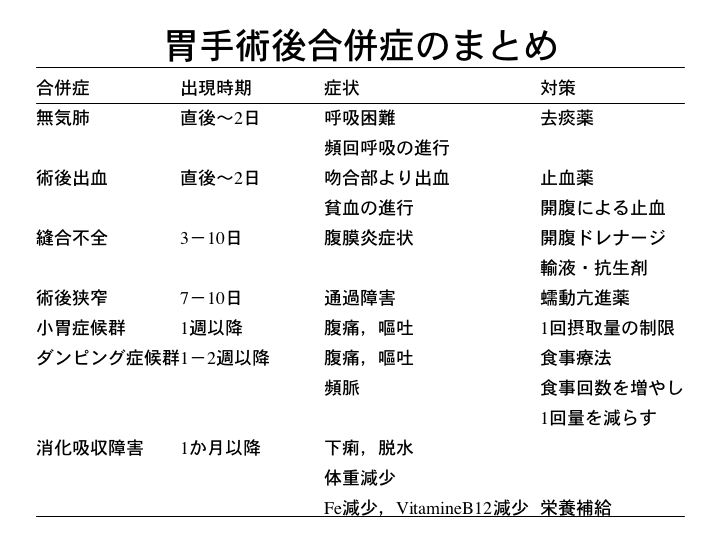 胃手術後合併症のまとめ
合併症 出現時期 症状 対策
無気肺 直後～2日 呼吸困難 去痰薬
頻回呼吸の進行
術後出血 直後～2日 吻合部より出血 止血薬
貧血の進行 開腹による止血
縫合不全 3－10日 腹膜炎症状 開腹ドレナージ
輸液・抗生剤
術後狭窄 7－10日 通過障害 蠕動亢進薬
小胃症候群 1週以降 腹痛，嘔吐 1回摂取量の制限
ダンピング症候群 1－2週以降 腹痛，嘔吐 食事療法
頻脈 食事回数を増やし
1回量を減らす
消化吸収障害 1か月以降 下痢，脱水
体重減少
Fe減少，VitamineB12減少 栄養補給